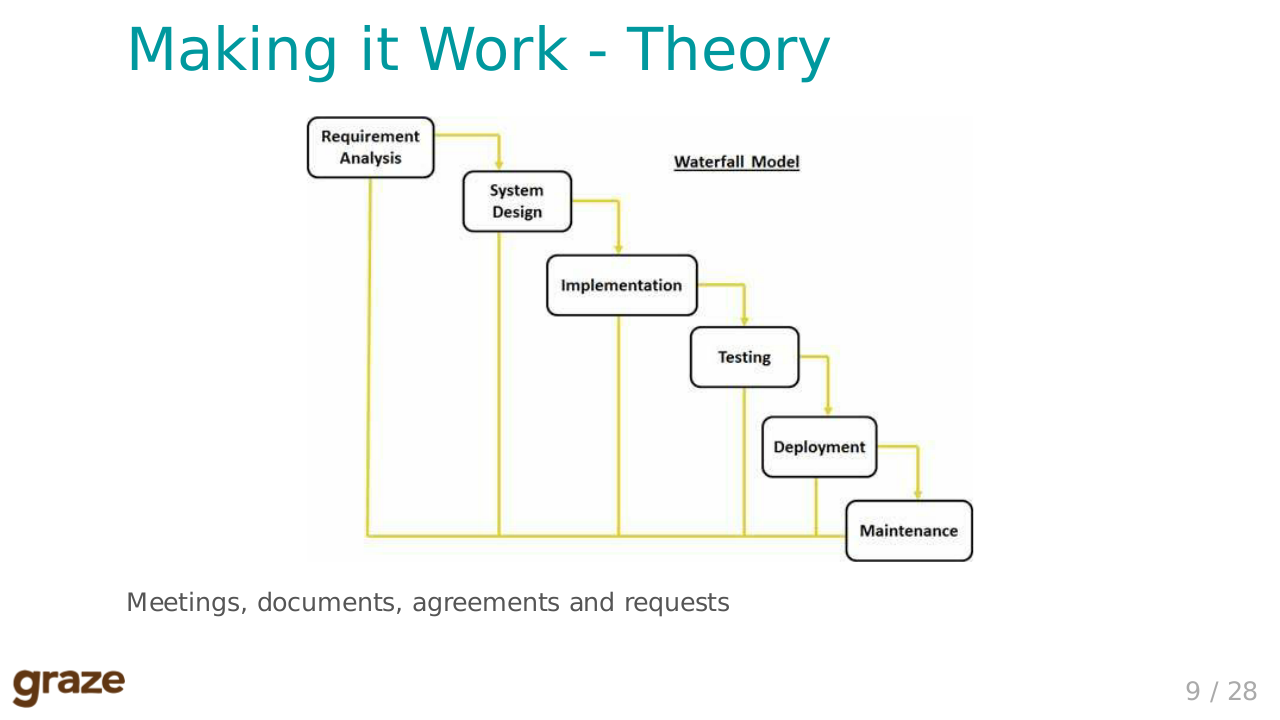 Making it Work - Theory
Requirement
Analysis
Waterfall Model
System
Design
Implementation
Testing
Deployment
Maintenance
Meetings, documents, agreements and requests
graze
9 / 28